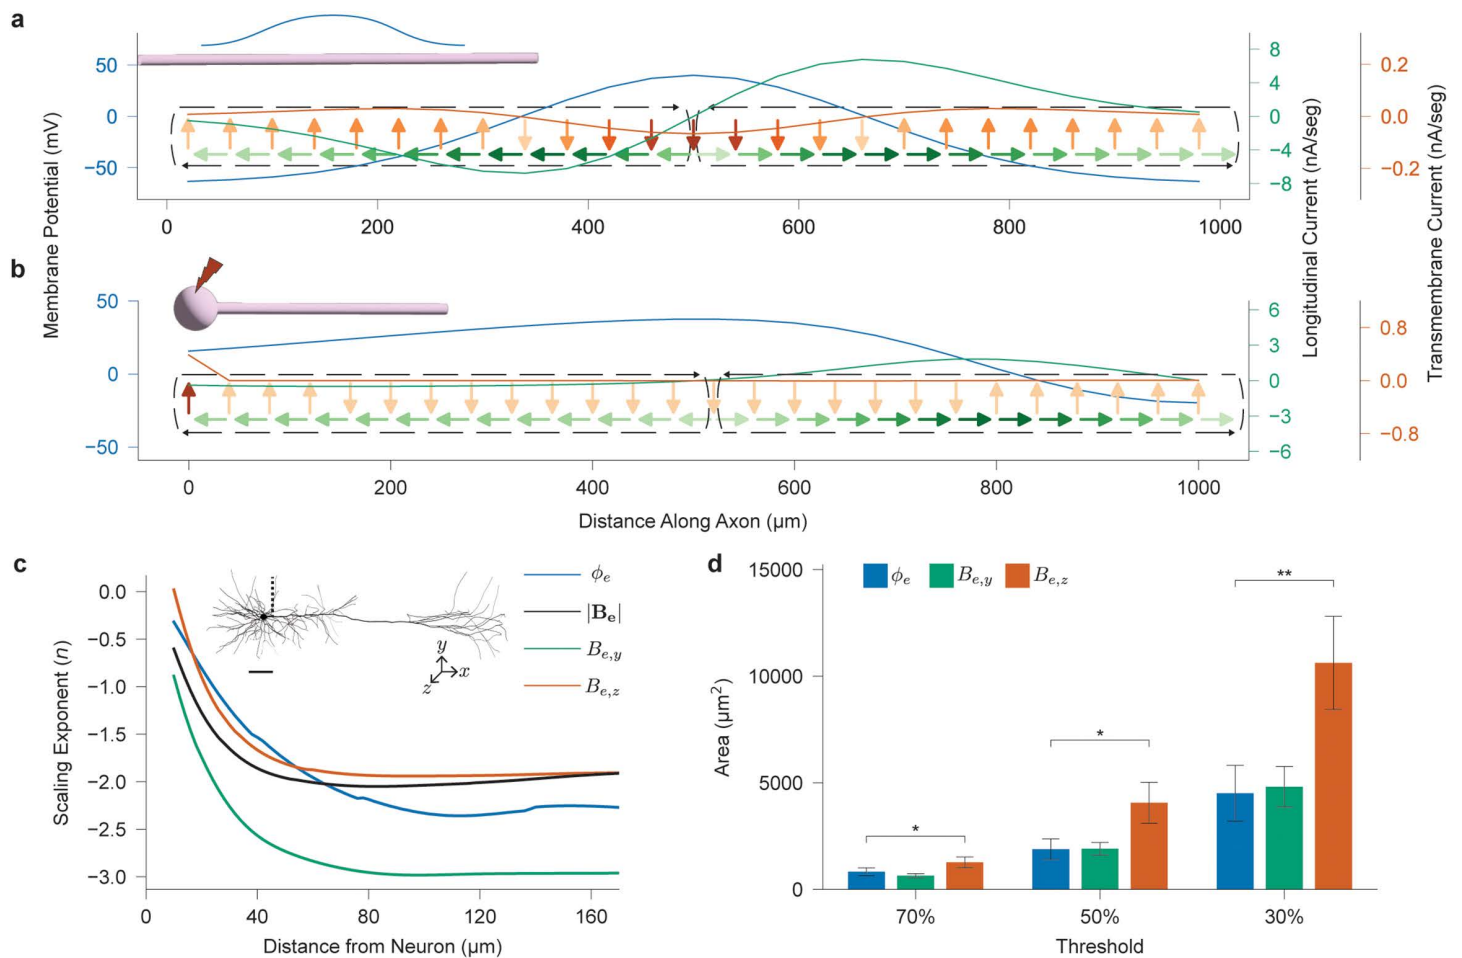 a
Membrane Potential (mV)
50
0
−50
8
4
0
−4
−8
Longitudinal Current (nA/seg)
0.2
0.0
−0.2
Transmembrane Current (nA/seg)
0 200 400 600 800 1000
b
50
0
−50
6
3
0
−3
−6
0.8
0.0
−0.8
0 200 400 600 800 1000
Distance Along Axon (µm)
c
Scaling Exponent (n)
0.0
−0.5
−1.0
−1.5
−2.0
−2.5
−3.0
ϕe
|Be|
Be,y
Be,z
y
x
z
0 40 80 120 160
Distance from Neuron (µm)
d
Area (µm²)
15000
10000
5000
0
ϕe Be,y Be,z
*
*
**
70% 50% 30%
Threshold